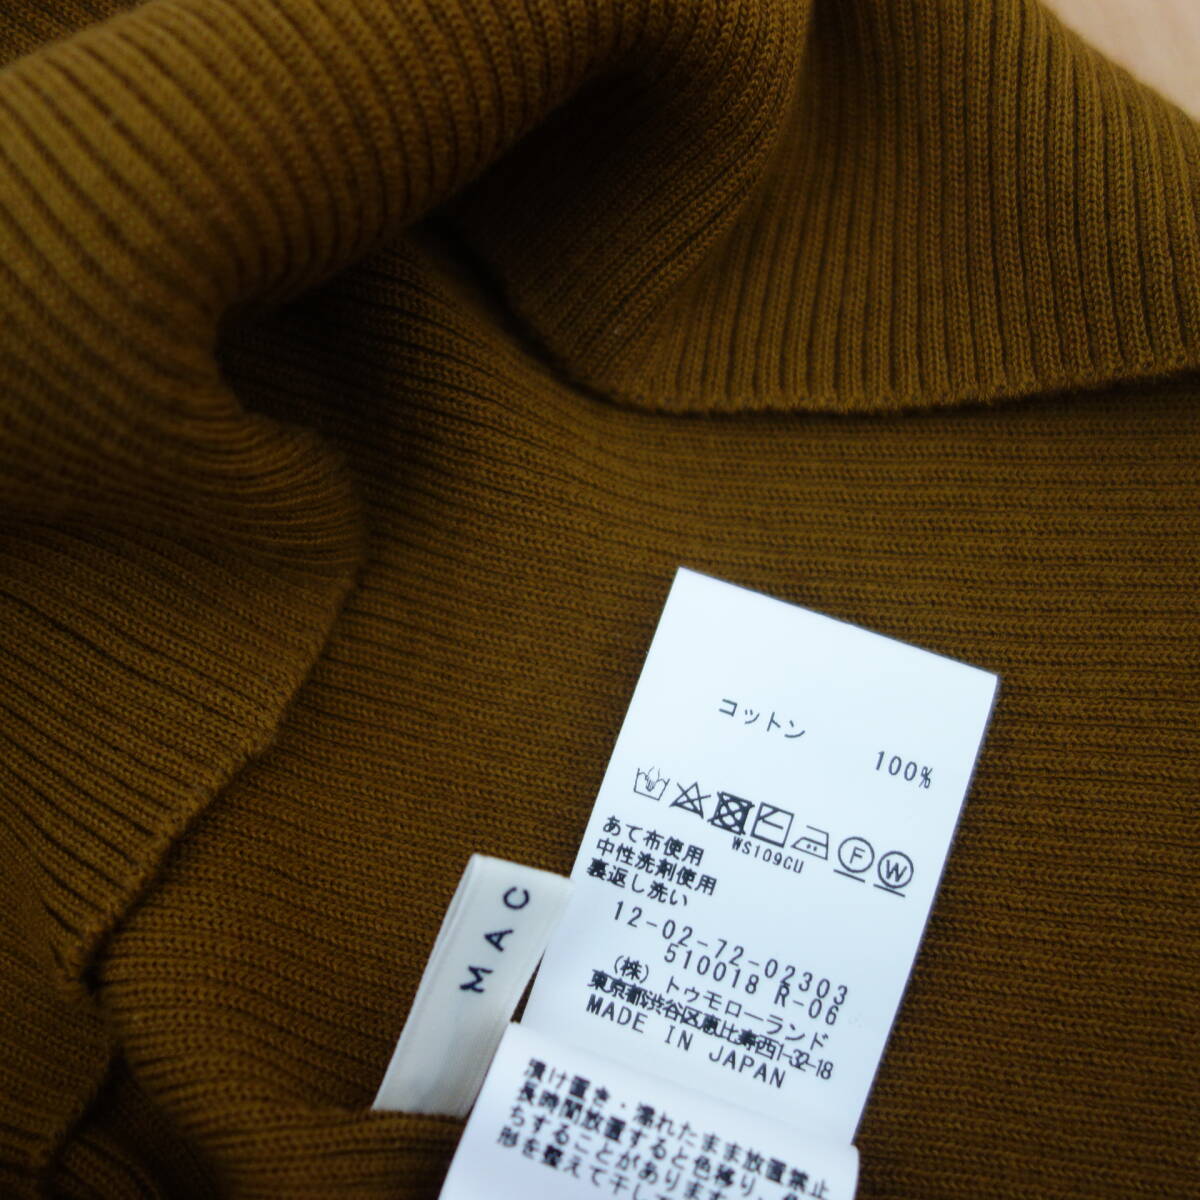 コットン 100%
F W
WS109CU
あて布使用
中性洗剤使用
裏返し洗い
12-02-72-02303
510018 R-06
(株)トゥモローランド
東京都渋谷区恵比寿西1-32-18
MADE IN JAPAN
MAC
漬け置き・濡れたまま放置禁止
長時間放置すると色移り、
ちすることがあります
形を整えて干し